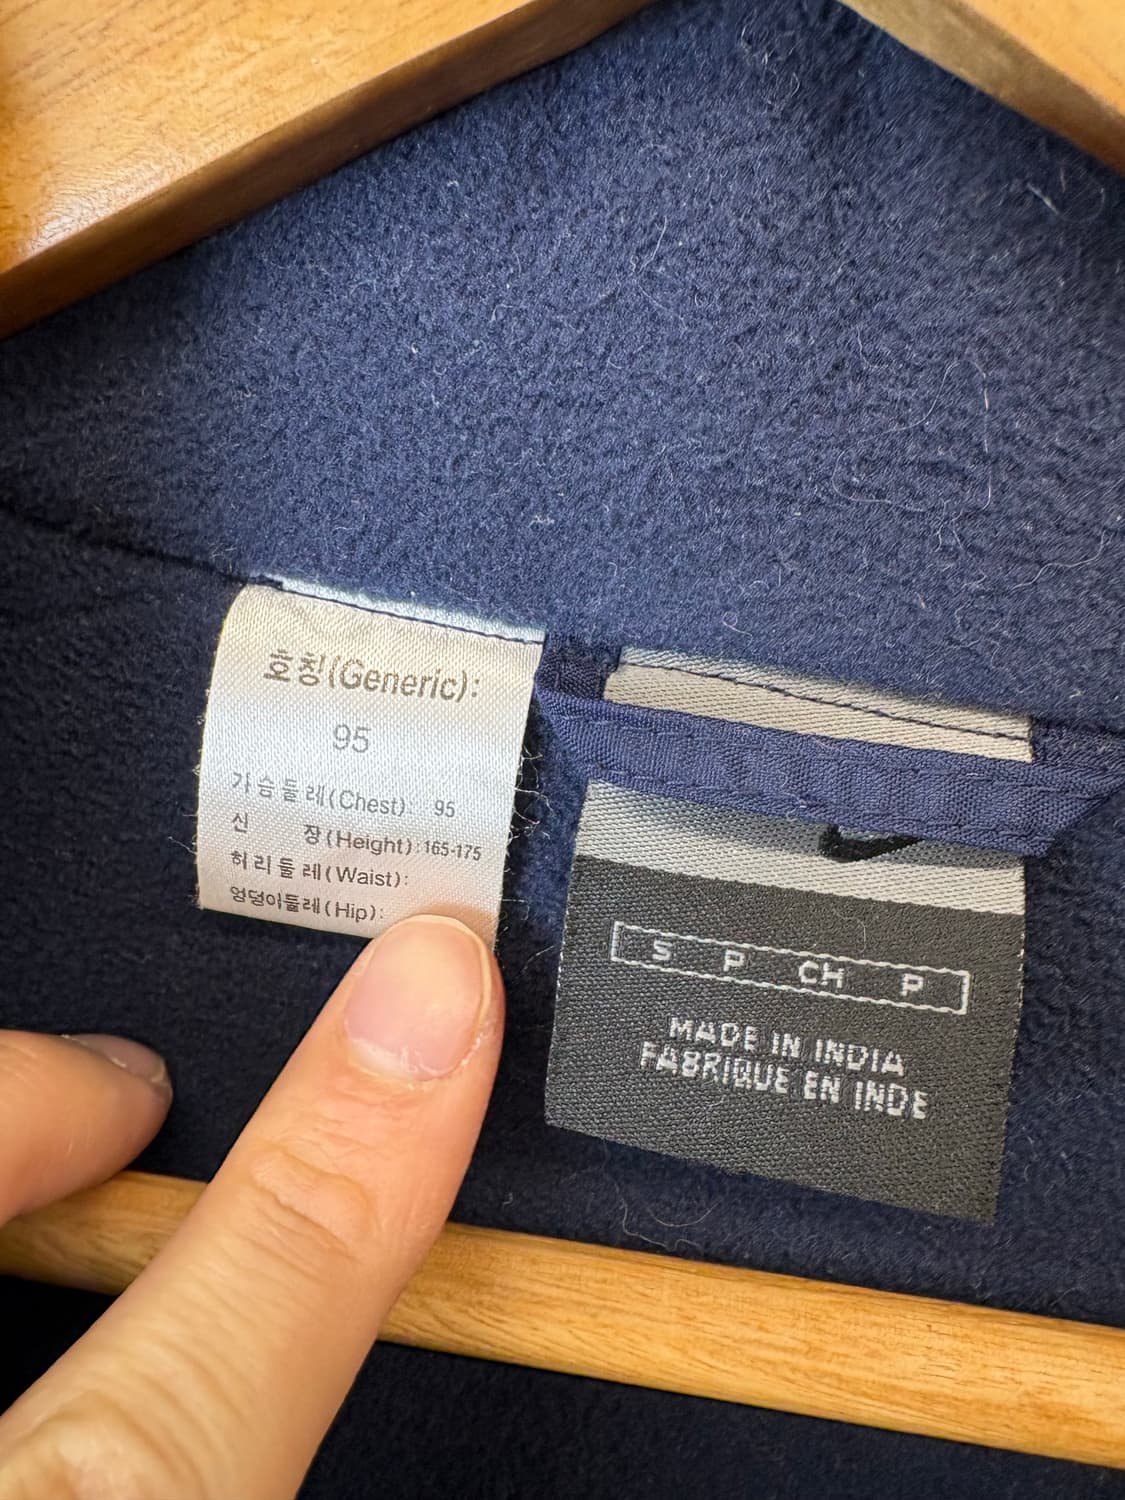 호칭(Generic):
95
가슴둘레(Chest): 95
신 장(Height):165-175
허리둘레(Waist):
엉덩이둘레(Hip):
S P CH P
MADE IN INDIA
FABRIQUE EN INDE